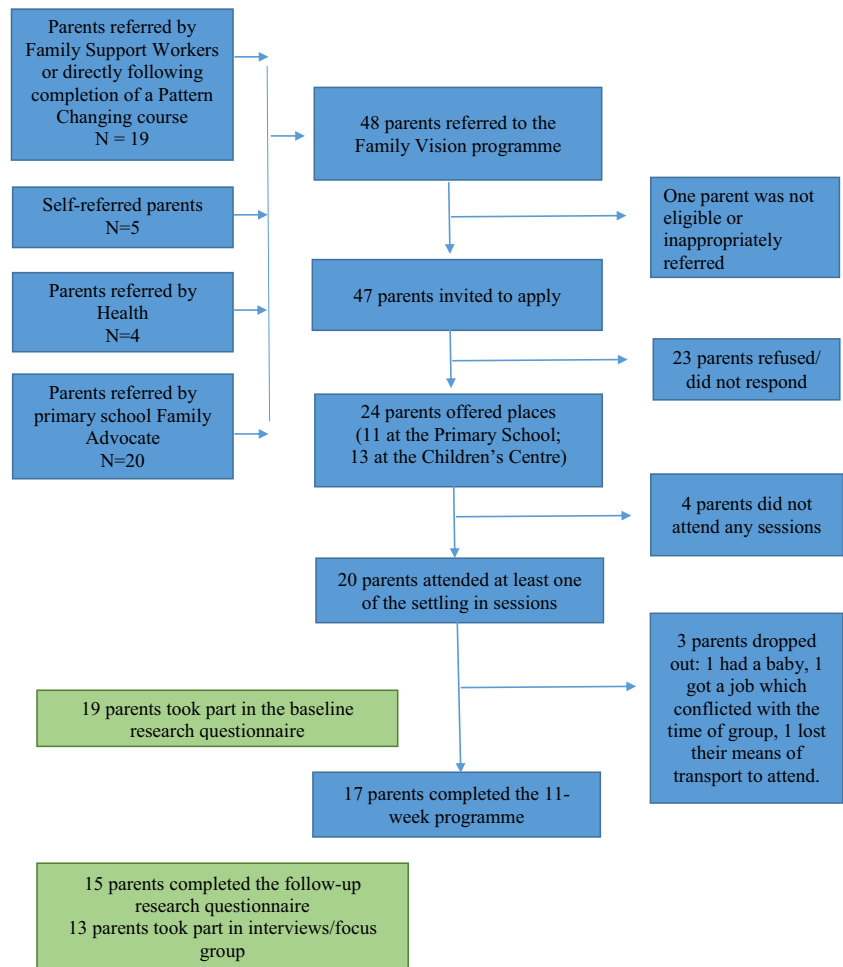 Parents referred by
Family Support Workers
or directly following
completion of a Pattern
Changing course
N = 19
Self-referred parents
N=5
Parents referred by
Health
N=4
Parents referred by
primary school Family
Advocate
N=20
48 parents referred to the
Family Vision programme
One parent was not
eligible or
inappropriately
referred
47 parents invited to apply
23 parents refused/
did not respond
24 parents offered places
(11 at the Primary School;
13 at the Children’s Centre)
4 parents did not
attend any sessions
20 parents attended at least one
of the settling in sessions
3 parents dropped
out: 1 had a baby, 1
got a job which
conflicted with the
time of group, 1 lost
their means of
transport to attend.
19 parents took part in the baseline
research questionnaire
17 parents completed the 11-
week programme
15 parents completed the follow-up
research questionnaire
13 parents took part in interviews/focus
group